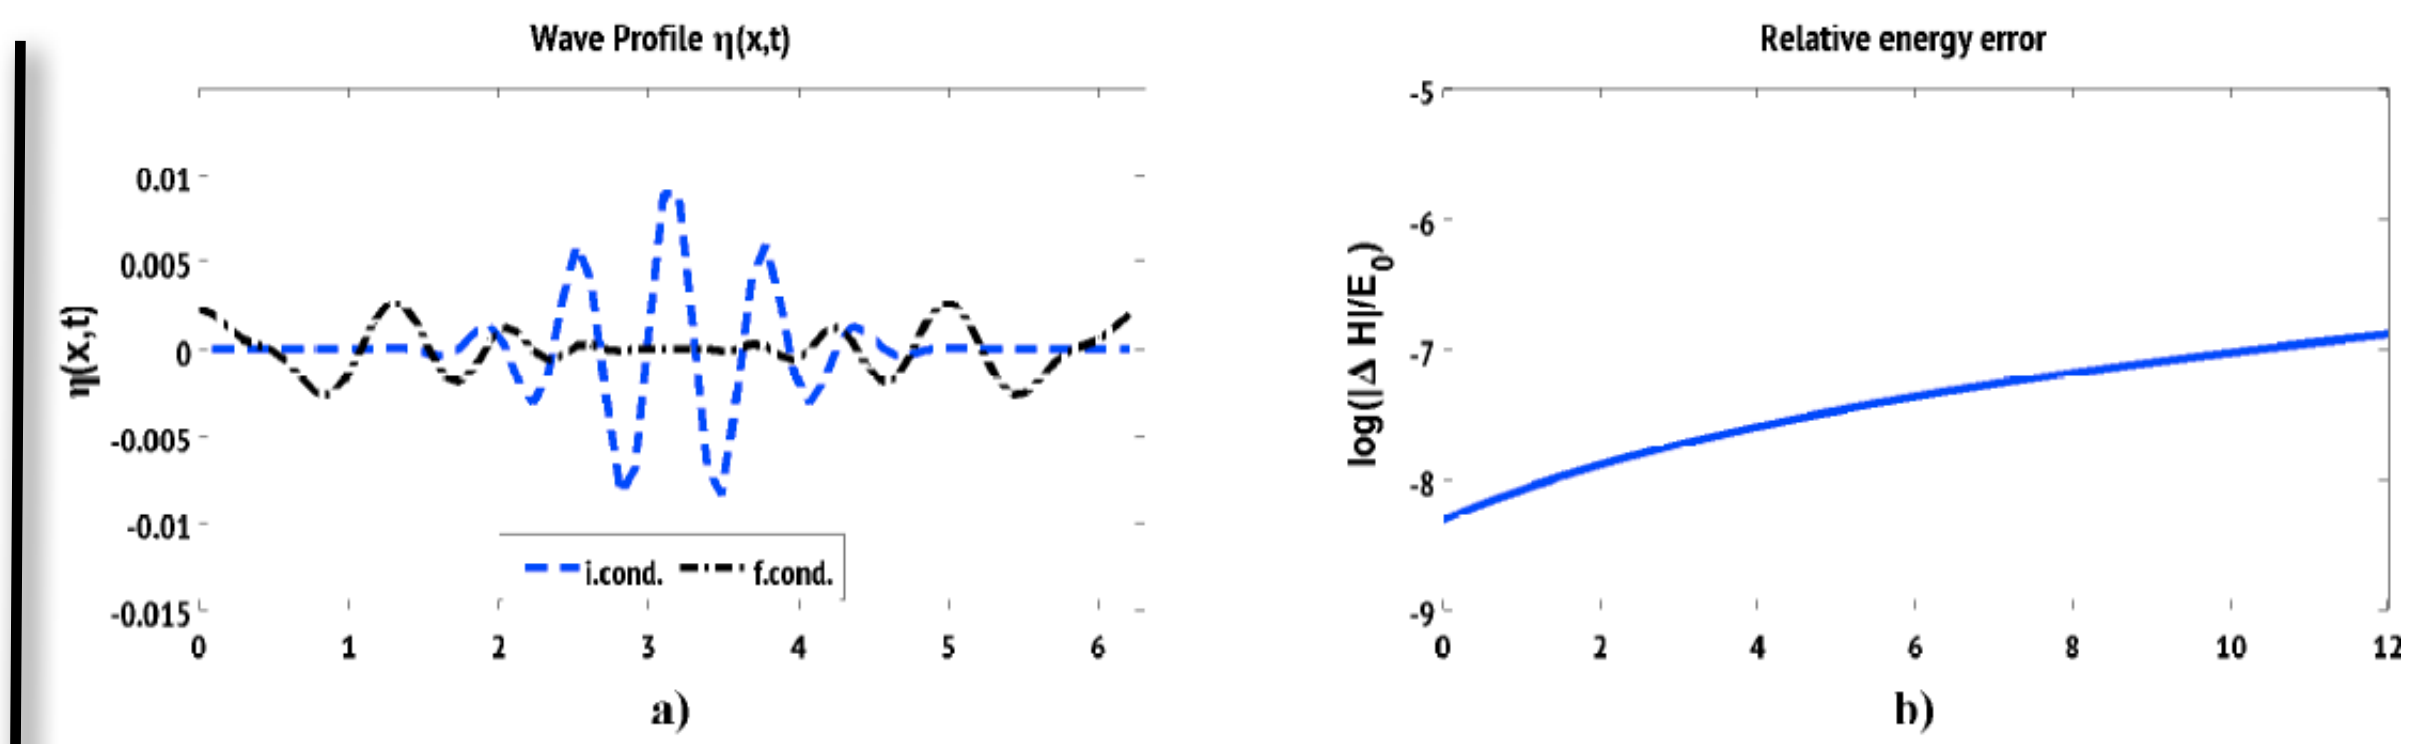 Wave Profile η(x,t)
η(x,t)
0.01
0.005
0
-0.005
-0.01
-0.015
i.cond.
f.cond.
0 1 2 3 4 5 6
a)
Relative energy error
log(|Δ H|/E0)
-5
-6
-7
-8
-9
0 2 4 6 8 10 12
b)